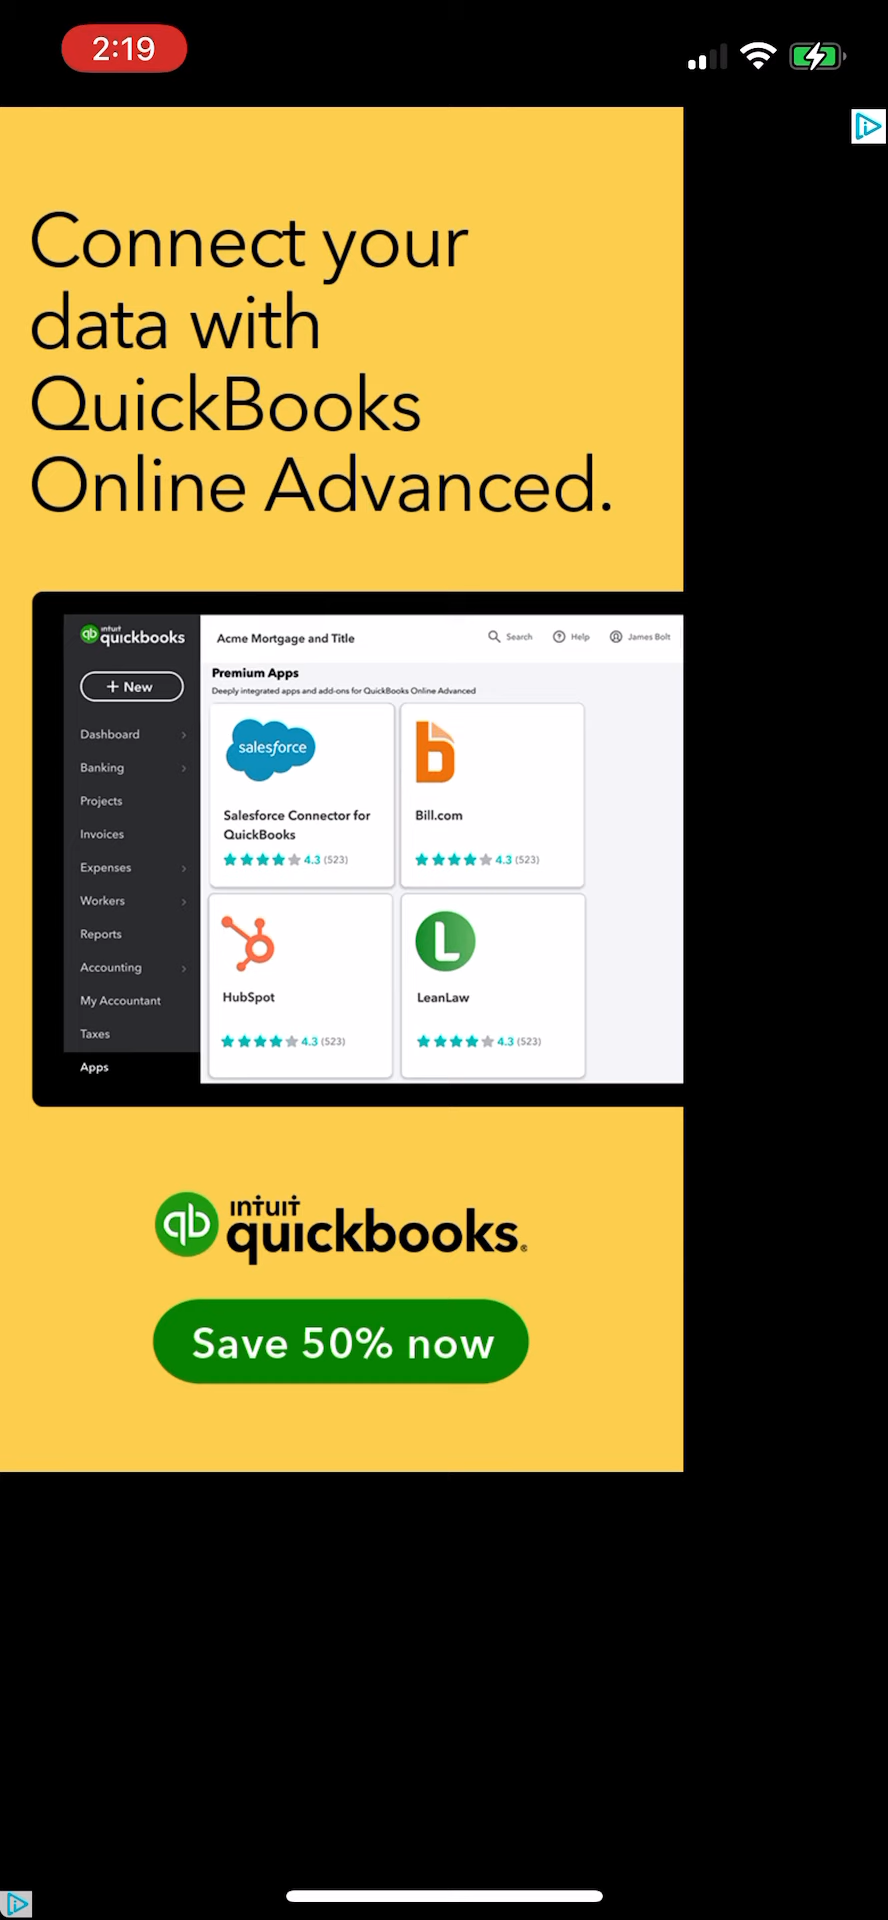 2:19
Connect your
data with
QuickBooks
Online Advanced.
qb intuit quickbooks
Acme Mortgage and Title
Search
Help
James Bolt
+ New
Dashboard
Banking
Projects
Invoices
Expenses
Workers
Reports
Accounting
My Accountant
Taxes
Apps
Premium Apps
Deeply integrated apps and add-ons for QuickBooks Online Advanced
salesforce
Salesforce Connector for
QuickBooks
4.3 (523)
b
Bill.com
4.3 (523)
HubSpot
4.3 (523)
L
LeanLaw
4.3 (523)
qb intuit
quickbooks®
Save 50% now